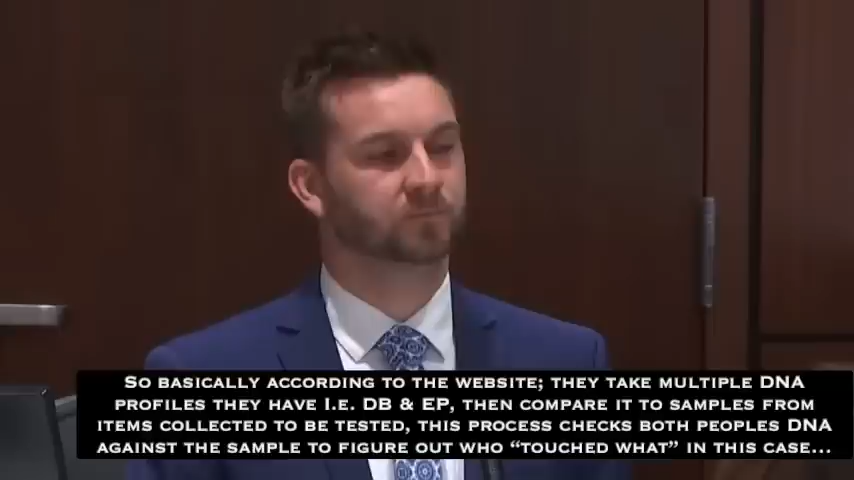 SO BASICALLY ACCORDING TO THE WEBSITE; THEY TAKE MULTIPLE DNA
PROFILES THEY HAVE I.E. DB & EP, THEN COMPARE IT TO SAMPLES FROM
ITEMS COLLECTED TO BE TESTED, THIS PROCESS CHECKS BOTH PEOPLES DNA
AGAINST THE SAMPLE TO FIGURE OUT WHO “TOUCHED WHAT” IN THIS CASE...